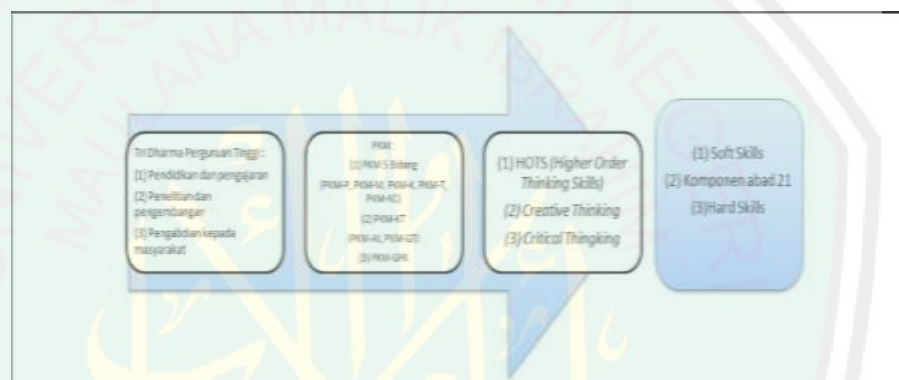 Tri Dharma Perguruan Tinggi :
(1) Pendidikan dan pengajaran
(2) Penelitian dan
pengembangan
(3) Pengabdian kepada
masyarakat
PKM :
(1) PKM 5 Bidang
(PKM-P, PKM-M, PKM-K, PKM-T,
PKM-KC)
(2) PKM-KT
(PKM-AI, PKM-GT)
(3) PKM-GFK
(1) HOTS (Higher Order
Thinking Skills)
(2) Creative Thinking
(3) Critical Thingking
(1) Soft Skills
(2) Komponen abad 21
(3)Hard Skills
MAULANA MALIK IBRAHIM